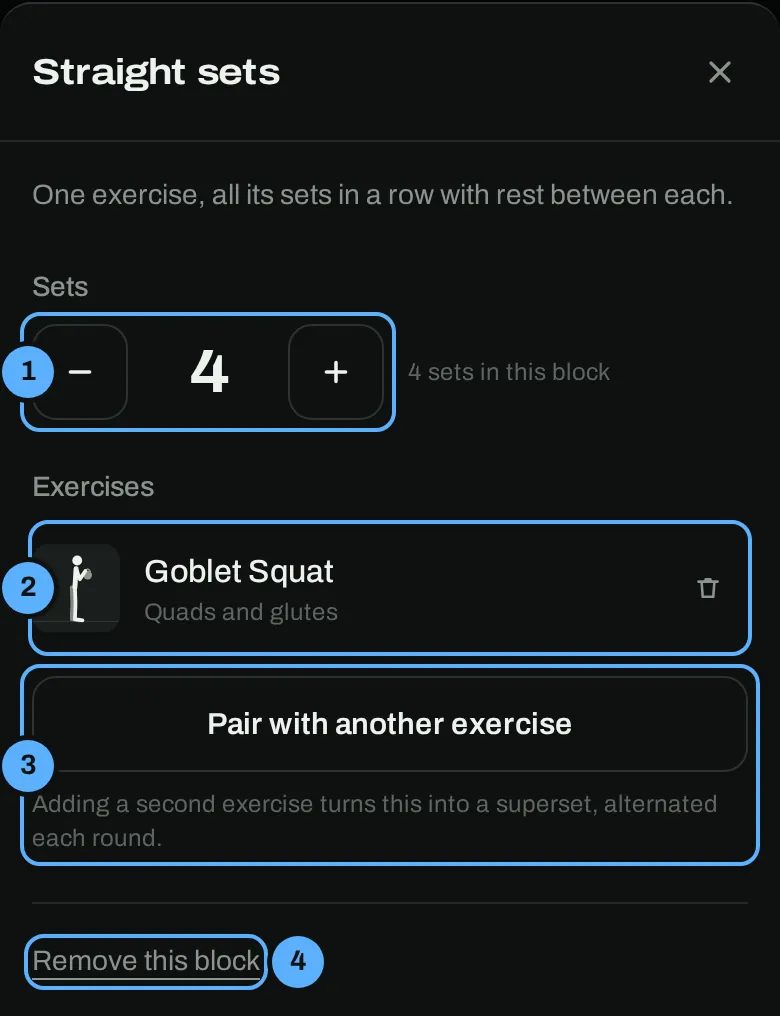 Straight sets
One exercise, all its sets in a row with rest between each.
Sets
1
4
4 sets in this block
Exercises
2
Goblet Squat
Quads and glutes
Pair with another exercise
3
Adding a second exercise turns this into a superset, alternated
each round.
Remove this block
4